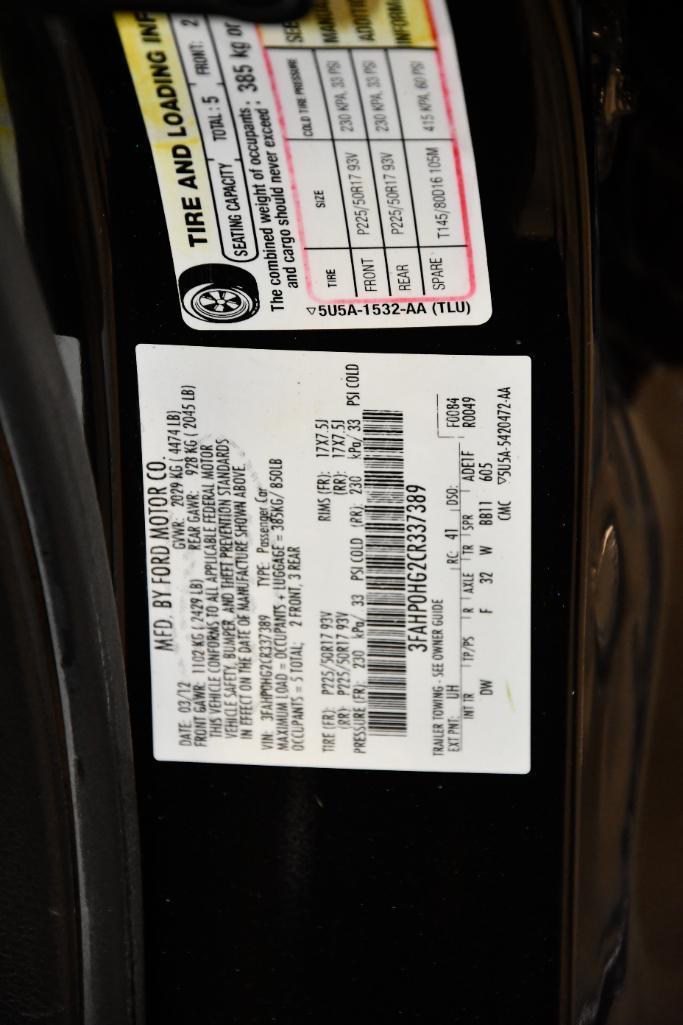 TIRE AND LOADING INF
SEATING CAPACITY TOTAL : 5 FRONT: 2
The combined weight of occupants
and cargo should never exceed : 385 kg or
TIRE SIZE COLD TIRE PRESSURE
FRONT P225/50R17 93V 230 KPA, 33 PSI
REAR P225/50R17 93V 230 KPA, 33 PSI
SPARE T145/80D16 105M 415 KPA, 60 PSI
SEE
MANU
ADDITIO
INFORM
▽5U5A-1532-AA (TLU)
MFD. BY FORD MOTOR CO.
DATE: 03/12 GVWR: 2029 KG ( 4474 LB)
FRONT GAWR: 1102 KG ( 2429 LB) REAR GAWR: 928 KG ( 2045 LB)
THIS VEHICLE CONFORMS TO ALL APPLICABLE FEDERAL MOTOR
VEHICLE SAFETY, BUMPER, AND THEFT PREVENTION STANDARDS
IN EFFECT ON THE DATE OF MANUFACTURE SHOWN ABOVE.
VIN: 3FAHP0HG2CR337389 TYPE: Passenger Car
MAXIMUM LOAD = OCCUPANTS + LUGGAGE = 385KG/ 850LB
OCCUPANTS = 5 TOTAL: 2 FRONT, 3 REAR
TIRE (FR): P225/50R17 93V RIMS (FR): 17X7.5J
(RR): P225/50R17 93V (RR): 17X7.5J
PRESSURE (FR): 230 kPa/ 33 PSI COLD (RR): 230 kPa/ 33 PSI COLD
3FAHP0HG2CR337389
TRAILER TOWING - SEE OWNER GUIDE F0084
EXT PNT: UH RC: 41 DSO: R0049
INT TR TP/PS R AXLE TR SPR ADE1F
DW F 32 W BB11 605
CMC ▽5U5A-5420472-AA